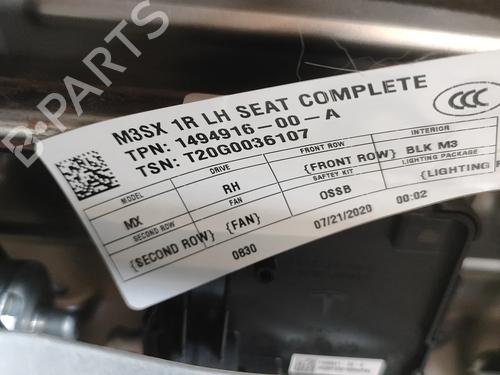 D-PARTS
M3SX 1R LH SEAT COMPLETE
TPN: 1494916-00-A
TSN: T20G0036107
CCC
MODEL DRIVE FRONT ROW INTERIOR
MX RH {FRONT ROW} BLK M3
SECOND ROW FAN SAFTEY KIT LIGHTING PACKAGE
{SECOND ROW} {FAN} OSSB {LIGHTING
0830 07/21/2020 00:02